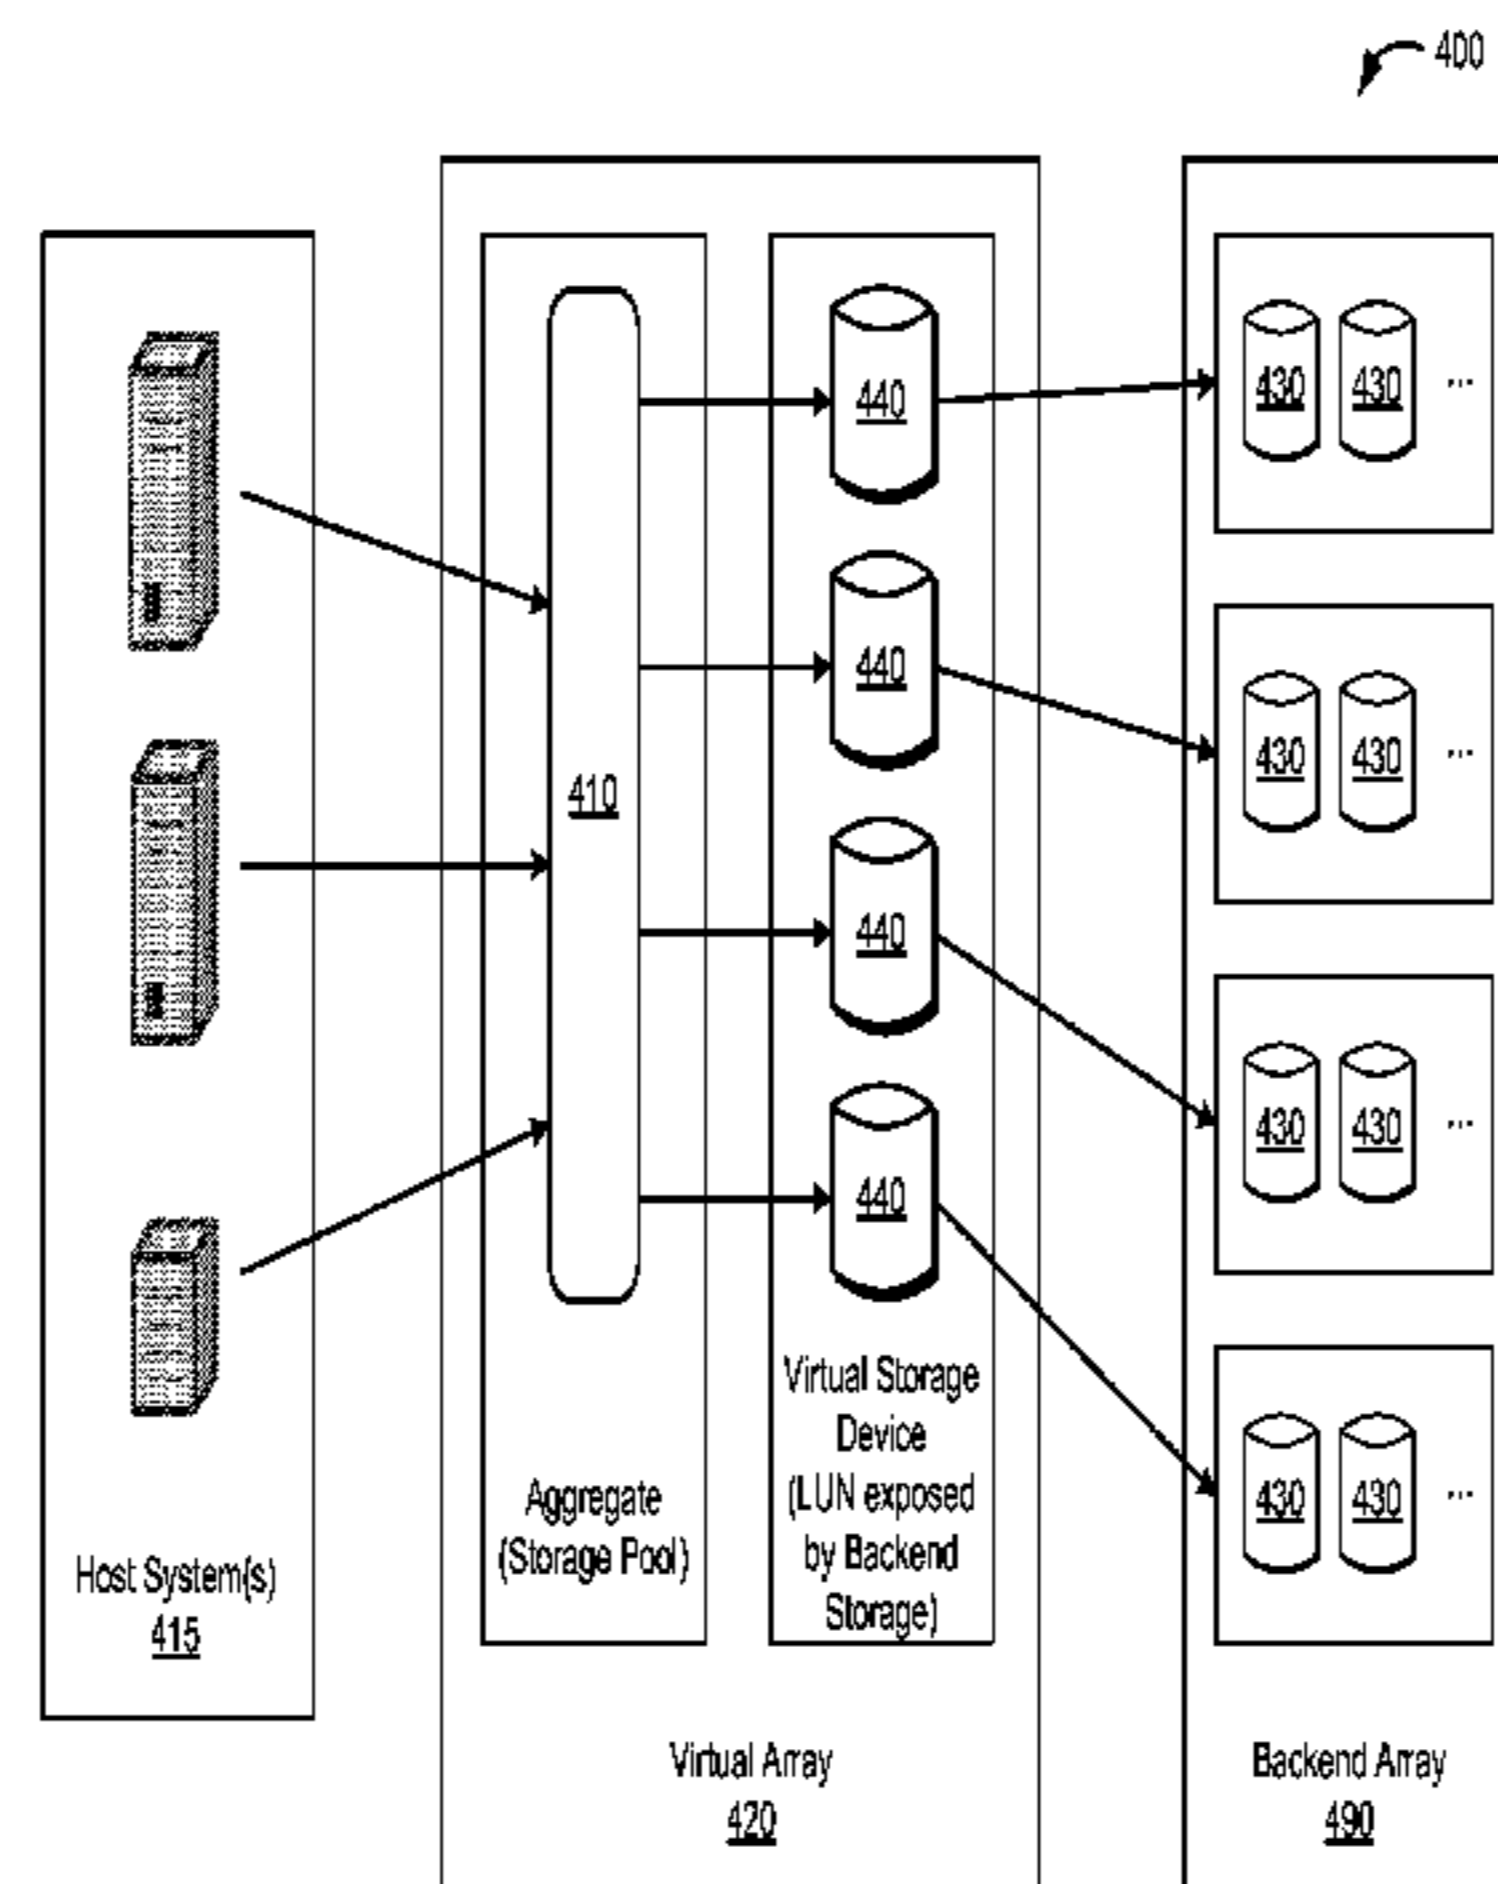 400
440
430 430 ...
440
430 430 ...
410
440
430 430 ...
440
430 430 ...
Virtual Storage
Device
(LUN exposed
by Backend
Storage)
Aggregate
(Storage Pool)
Host System(s)
415
Virtual Array
420
Backend Array
490